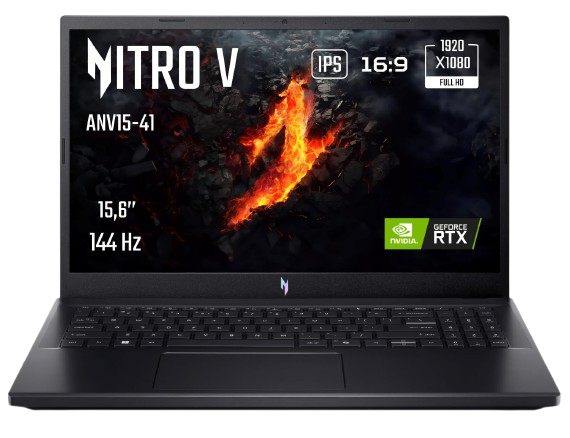 NITRO V
IPS
16:9
1920
X1080
FULL HD
ANV15-41
15,6”
144 Hz
NVIDIA.
GEFORCE
RTX